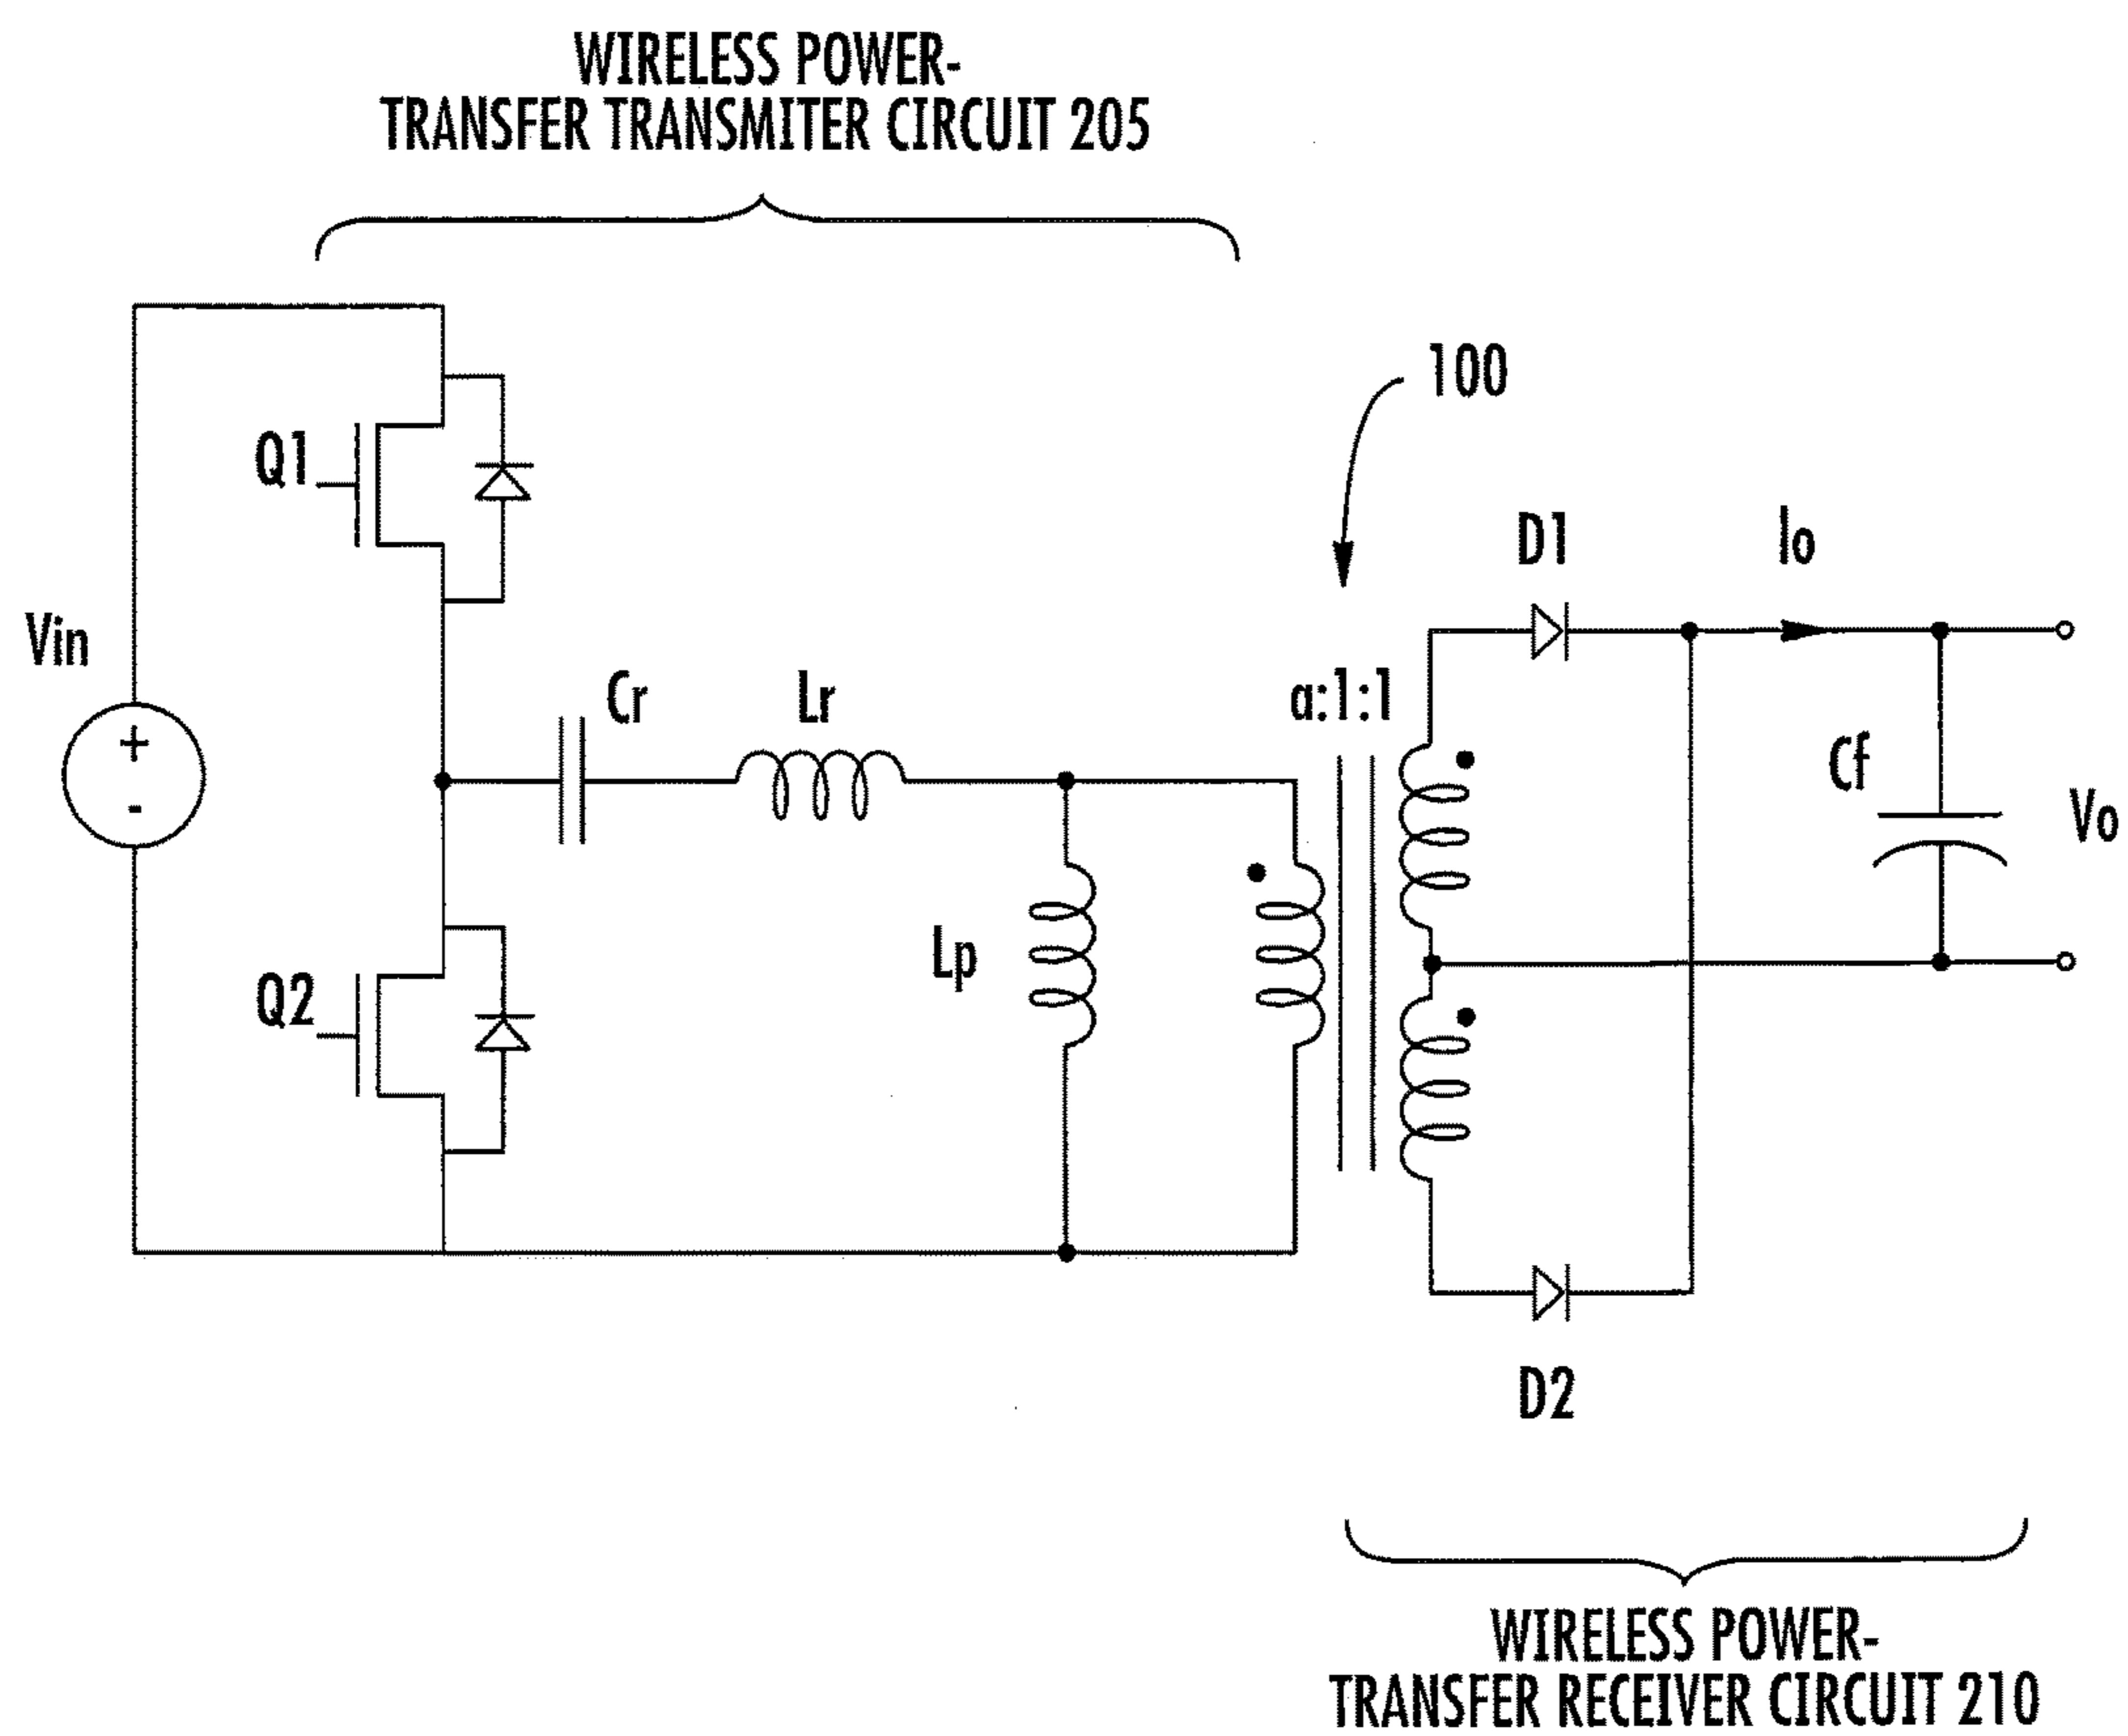 WIRELESS POWER-
TRANSFER TRANSMITER CIRCUIT 205
100
Q1
D1
Io
Vin
Cr
Lr
a:1:1
Cf
+
-
Vo
Lp
Q2
D2
WIRELESS POWER-
TRANSFER RECEIVER CIRCUIT 210